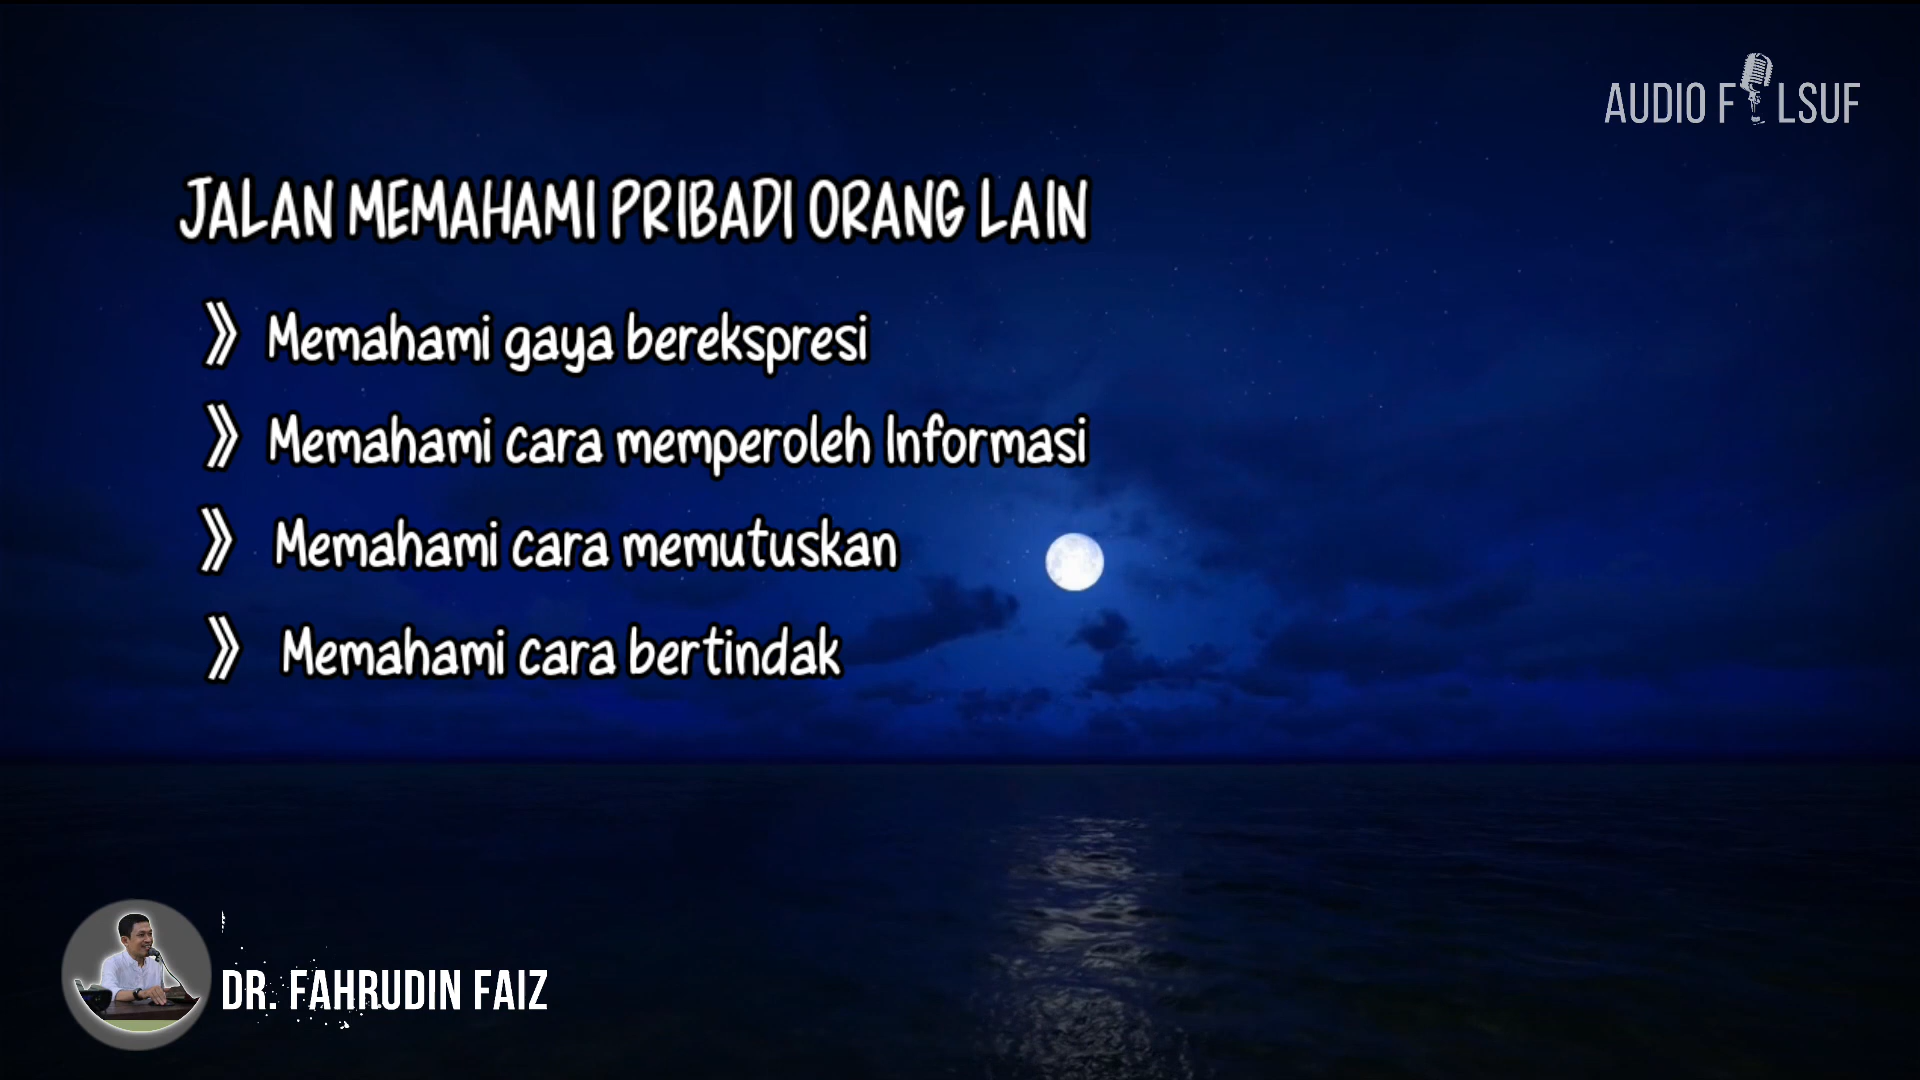 AUDIO FILSUF
JALAN MEMAHAMI PRIBADI ORANG LAIN
》 Memahami gaya berekspresi
》 Memahami cara memperoleh Informasi
》 Memahami cara memutuskan
》 Memahami cara bertindak
DR. FAHRUDIN FAIZ